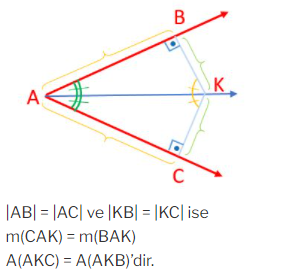 B
A
K
C
|AB| = |AC| ve |KB| = |KC| ise
m(CAK) = m(BAK)
A(AKC) = A(AKB)'dir.